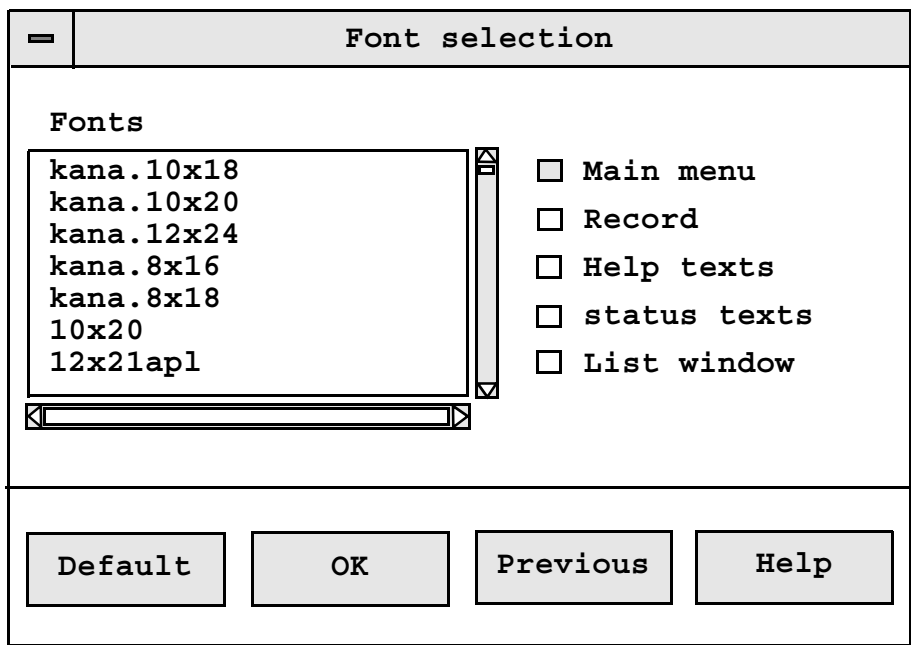 Font selection
Fonts
kana.10x18
kana.10x20
kana.12x24
kana.8x16
kana.8x18
10x20
12x21apl
Main menu
Record
Help texts
status texts
List window
Default
OK
Previous
Help